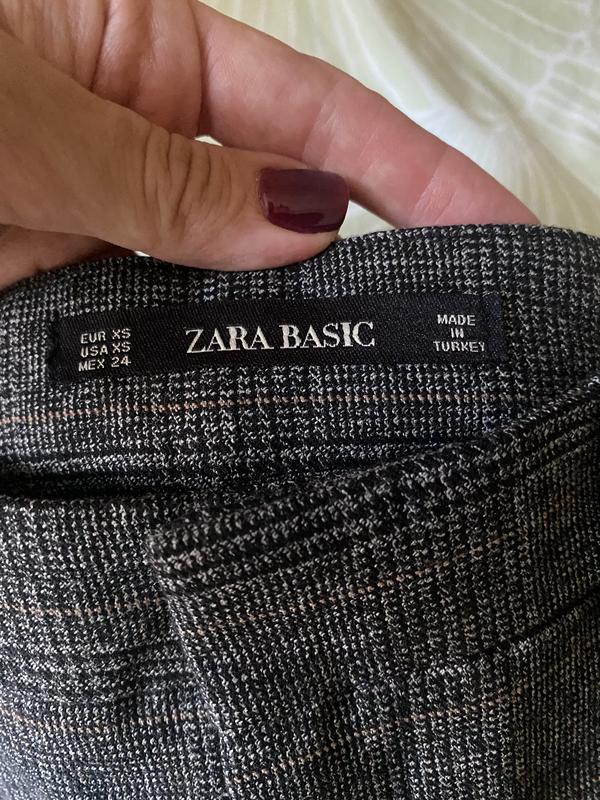 EUR XS
USA XS
MEX 24
ZARA BASIC
MADE
IN
TURKEY